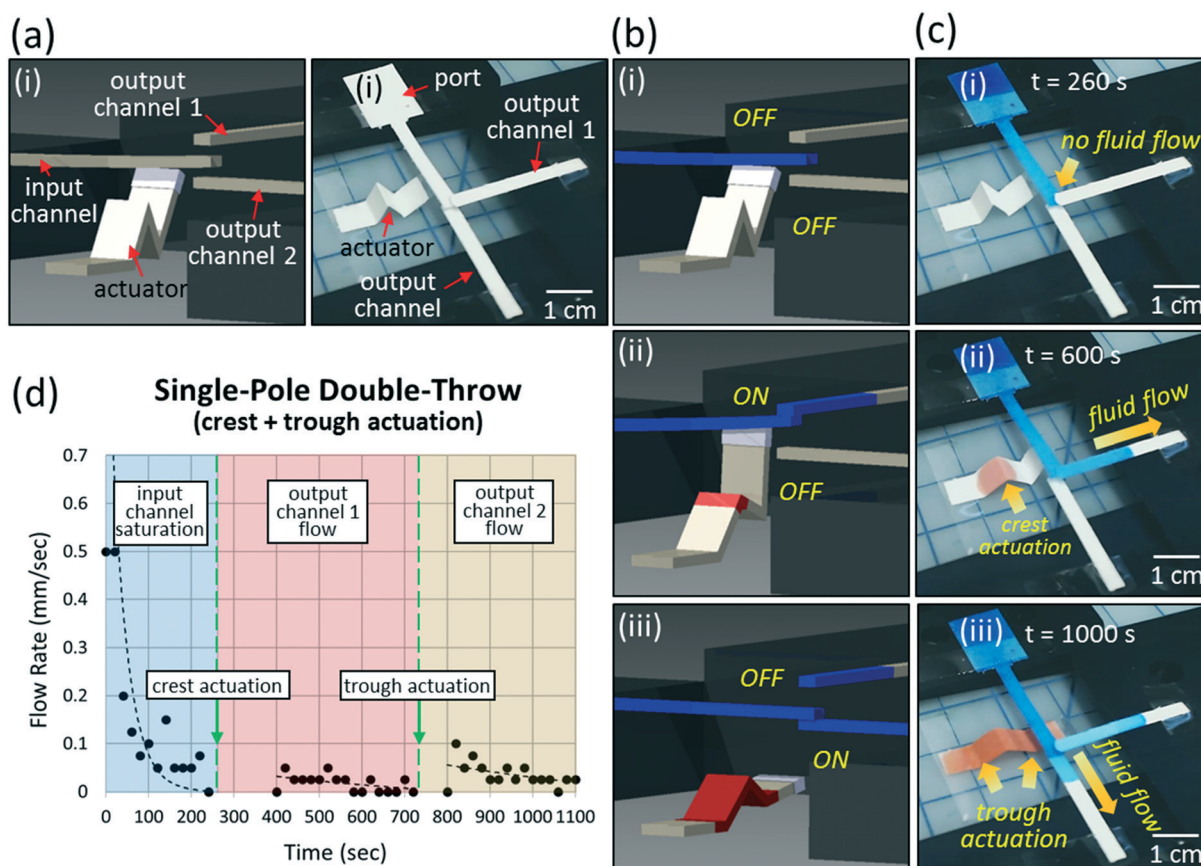 (a)
(i)
output
channel 1
input
channel
actuator
output
channel 2
(i)
port
output
channel 1
actuator
output
channel
1 cm
(b)
(i)
OFF
OFF
(ii)
ON
OFF
(iii)
OFF
ON
(c)
(i)
t = 260 s
no fluid flow
1 cm
(ii)
t = 600 s
fluid flow
crest
actuation
1 cm
(iii)
t = 1000 s
fluid flow
trough
actuation
1 cm
(d)
Single-Pole Double-Throw
(crest + trough actuation)
Flow Rate (mm/sec)
0.7
0.6
0.5
0.4
0.3
0.2
0.1
0
input
channel
saturation
output
channel 1
flow
output
channel 2
flow
crest actuation
trough actuation
0 100 200 300 400 500 600 700 800 900 1000 1100
Time (sec)